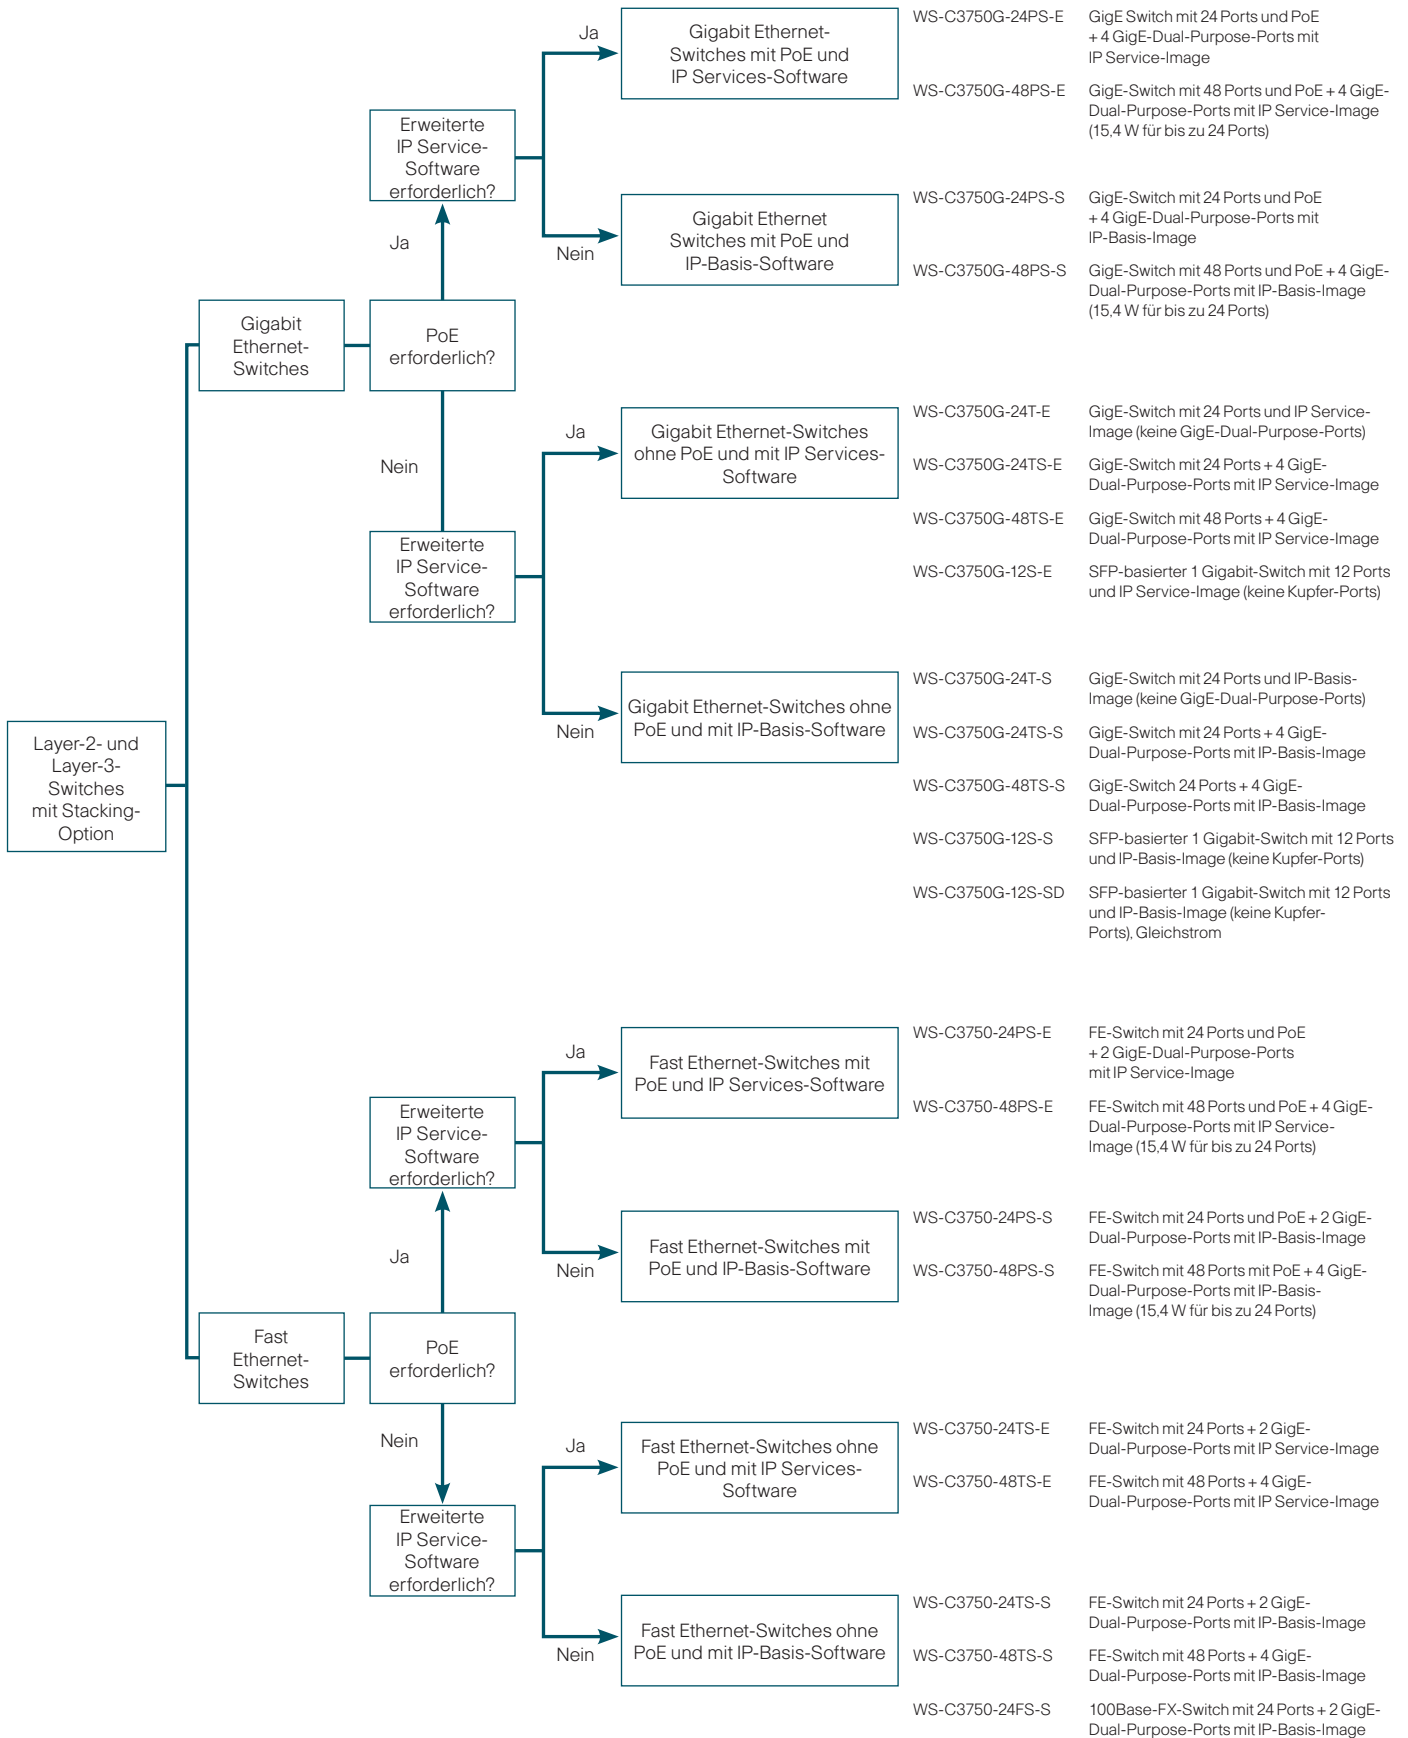 Layer-2- und
Layer-3-
Switches
mit Stacking-
Option
Gigabit
Ethernet-
Switches
PoE
erforderlich?
Ja
Erweiterte
IP Service-
Software
erforderlich?
Ja
Gigabit Ethernet-
Switches mit PoE und
IP Services-Software
WS-C3750G-24PS-E
GigE Switch mit 24 Ports und PoE
+ 4 GigE-Dual-Purpose-Ports mit
IP Service-Image
WS-C3750G-48PS-E
GigE-Switch mit 48 Ports und PoE + 4 GigE-
Dual-Purpose-Ports mit IP Service-Image
(15,4 W für bis zu 24 Ports)
Nein
Gigabit Ethernet
Switches mit PoE und
IP-Basis-Software
WS-C3750G-24PS-S
GigE-Switch mit 24 Ports und PoE
+ 4 GigE-Dual-Purpose-Ports mit
IP-Basis-Image
WS-C3750G-48PS-S
GigE-Switch mit 48 Ports und PoE + 4 GigE-
Dual-Purpose-Ports mit IP-Basis-Image
(15,4 W für bis zu 24 Ports)
Nein
Erweiterte
IP Service-
Software
erforderlich?
Ja
Gigabit Ethernet-Switches
ohne PoE und mit IP Services-
Software
WS-C3750G-24T-E
GigE-Switch mit 24 Ports und IP Service-
Image (keine GigE-Dual-Purpose-Ports)
WS-C3750G-24TS-E
GigE-Switch mit 24 Ports + 4 GigE-
Dual-Purpose-Ports mit IP Service-Image
WS-C3750G-48TS-E
GigE-Switch mit 48 Ports + 4 GigE-
Dual-Purpose-Ports mit IP Service-Image
WS-C3750G-12S-E
SFP-basierter 1 Gigabit-Switch mit 12 Ports
und IP Service-Image (keine Kupfer-Ports)
Nein
Gigabit Ethernet-Switches ohne
PoE und mit IP-Basis-Software
WS-C3750G-24T-S
GigE-Switch mit 24 Ports und IP-Basis-
Image (keine GigE-Dual-Purpose-Ports)
WS-C3750G-24TS-S
GigE-Switch mit 24 Ports + 4 GigE-
Dual-Purpose-Ports mit IP-Basis-Image
WS-C3750G-48TS-S
GigE-Switch 24 Ports + 4 GigE-
Dual-Purpose-Ports mit IP-Basis-Image
WS-C3750G-12S-S
SFP-basierter 1 Gigabit-Switch mit 12 Ports
und IP-Basis-Image (keine Kupfer-Ports)
WS-C3750G-12S-SD
SFP-basierter 1 Gigabit-Switch mit 12 Ports
und IP-Basis-Image (keine Kupfer-
Ports), Gleichstrom
Fast
Ethernet-
Switches
PoE
erforderlich?
Ja
Erweiterte
IP Service-
Software
erforderlich?
Ja
Fast Ethernet-Switches mit
PoE und IP Services-Software
WS-C3750-24PS-E
FE-Switch mit 24 Ports und PoE
+ 2 GigE-Dual-Purpose-Ports
mit IP Service-Image
WS-C3750-48PS-E
FE-Switch mit 48 Ports und PoE + 4 GigE-
Dual-Purpose-Ports mit IP Service-
Image (15,4 W für bis zu 24 Ports)
Nein
Fast Ethernet-Switches mit
PoE und IP-Basis-Software
WS-C3750-24PS-S
FE-Switch mit 24 Ports und PoE + 2 GigE-
Dual-Purpose-Ports mit IP-Basis-Image
WS-C3750-48PS-S
FE-Switch mit 48 Ports mit PoE + 4 GigE-
Dual-Purpose-Ports mit IP-Basis-
Image (15,4 W für bis zu 24 Ports)
Nein
Erweiterte
IP Service-
Software
erforderlich?
Ja
Fast Ethernet-Switches ohne
PoE und mit IP Services-
Software
WS-C3750-24TS-E
FE-Switch mit 24 Ports + 2 GigE-
Dual-Purpose-Ports mit IP Service-Image
WS-C3750-48TS-E
FE-Switch mit 48 Ports + 4 GigE-
Dual-Purpose-Ports mit IP Service-Image
Nein
Fast Ethernet-Switches ohne
PoE und mit IP-Basis-Software
WS-C3750-24TS-S
FE-Switch mit 24 Ports + 2 GigE-
Dual-Purpose-Ports mit IP-Basis-Image
WS-C3750-48TS-S
FE-Switch mit 48 Ports + 4 GigE-
Dual-Purpose-Ports mit IP-Basis-Image
WS-C3750-24FS-S
100Base-FX-Switch mit 24 Ports + 2 GigE-
Dual-Purpose-Ports mit IP-Basis-Image